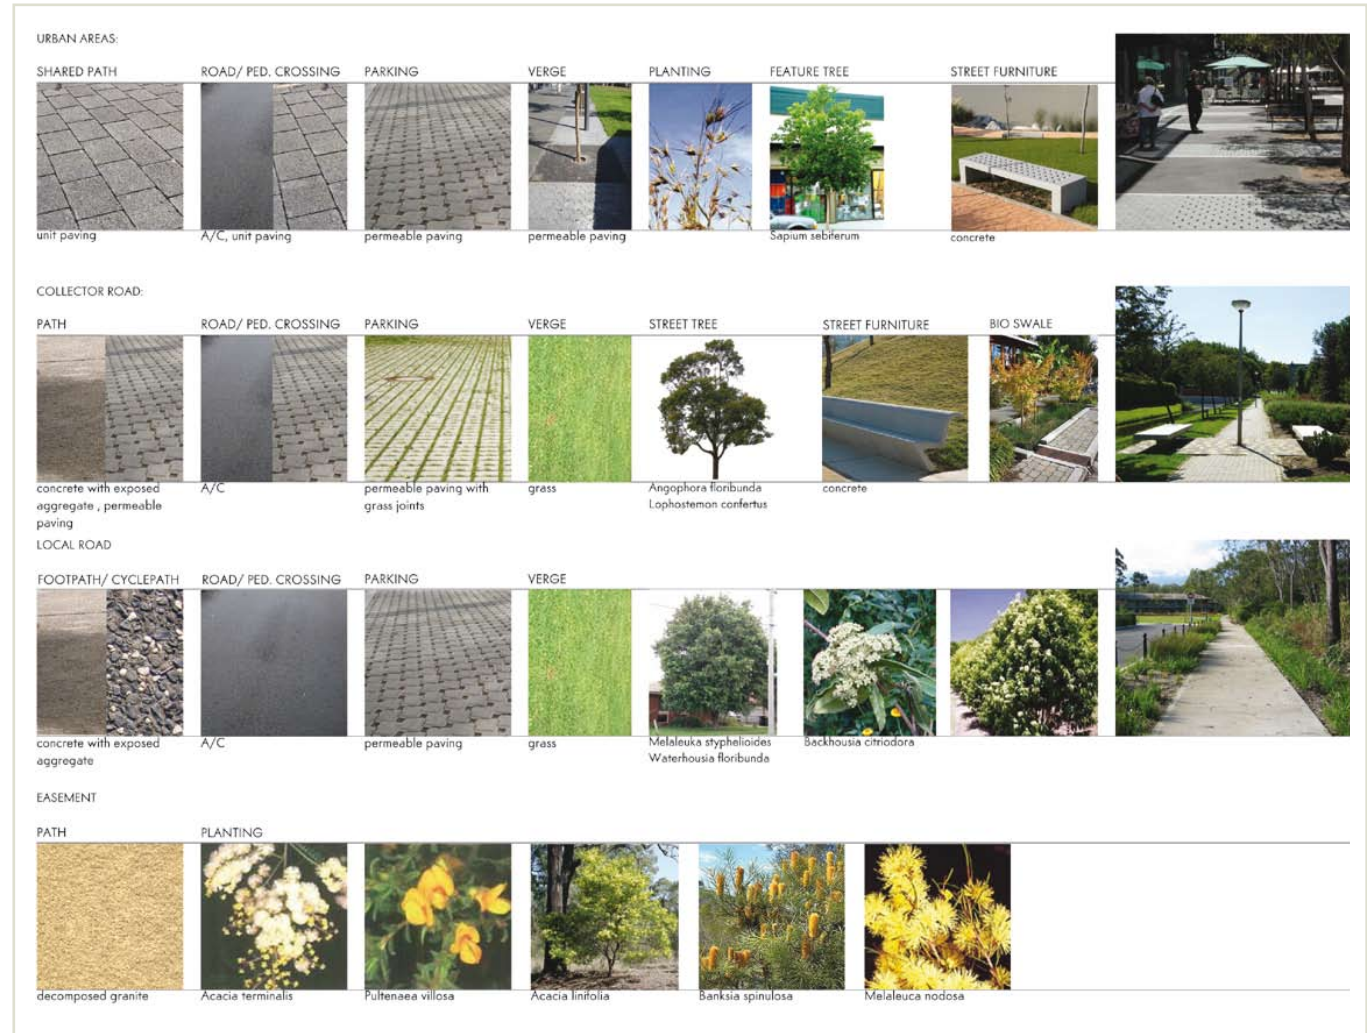 URBAN AREAS:
SHARED PATH
ROAD/ PED. CROSSING
PARKING
VERGE
PLANTING
FEATURE TREE
STREET FURNITURE
unit paving
A/C, unit paving
permeable paving
permeable paving
Sapium sebiferum
concrete
COLLECTOR ROAD:
PATH
ROAD/ PED. CROSSING
PARKING
VERGE
STREET TREE
STREET FURNITURE
BIO SWALE
concrete with exposed
aggregate , permeable
paving
A/C
permeable paving with
grass joints
grass
Angophora floribunda
Lophostemon confertus
concrete
LOCAL ROAD
FOOTPATH/ CYCLEPATH
ROAD/ PED. CROSSING
PARKING
VERGE
concrete with exposed
aggregate
A/C
permeable paving
grass
Melaleuka styphelioides
Waterhousia floribunda
Backhousia citriodora
EASEMENT
PATH
PLANTING
decomposed granite
Acacia terminalis
Pultenaea villosa
Acacia linifolia
Banksia spinulosa
Melaleuca nodosa